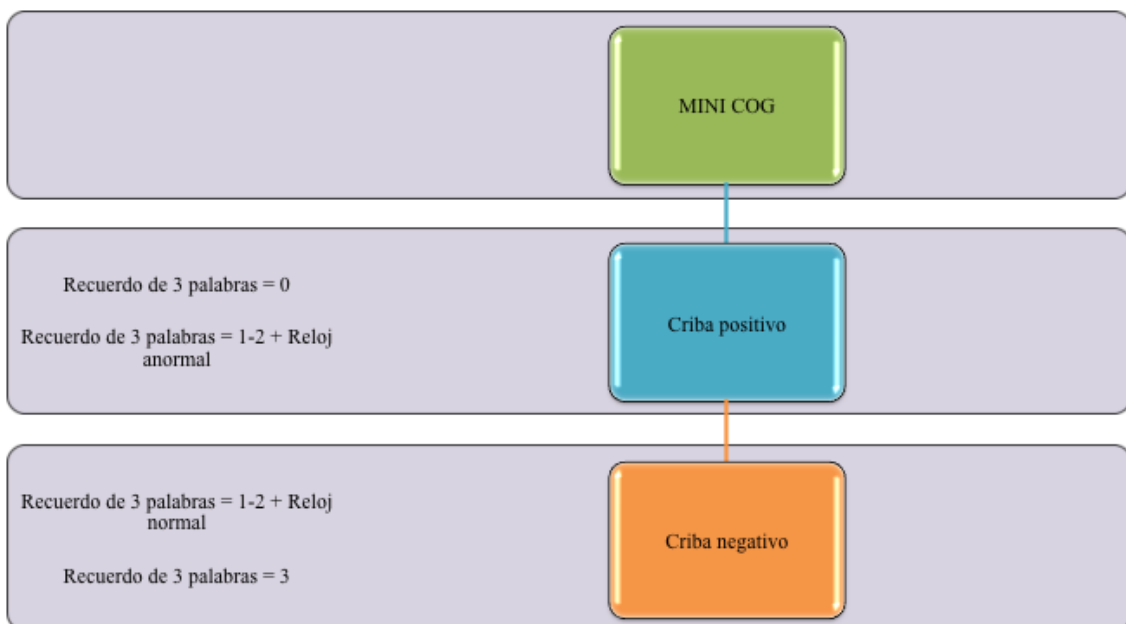 MINI COG
Recuerdo de 3 palabras = 0
Recuerdo de 3 palabras = 1-2 + Reloj
anormal
Criba positivo
Recuerdo de 3 palabras = 1-2 + Reloj
normal
Recuerdo de 3 palabras = 3
Criba negativo